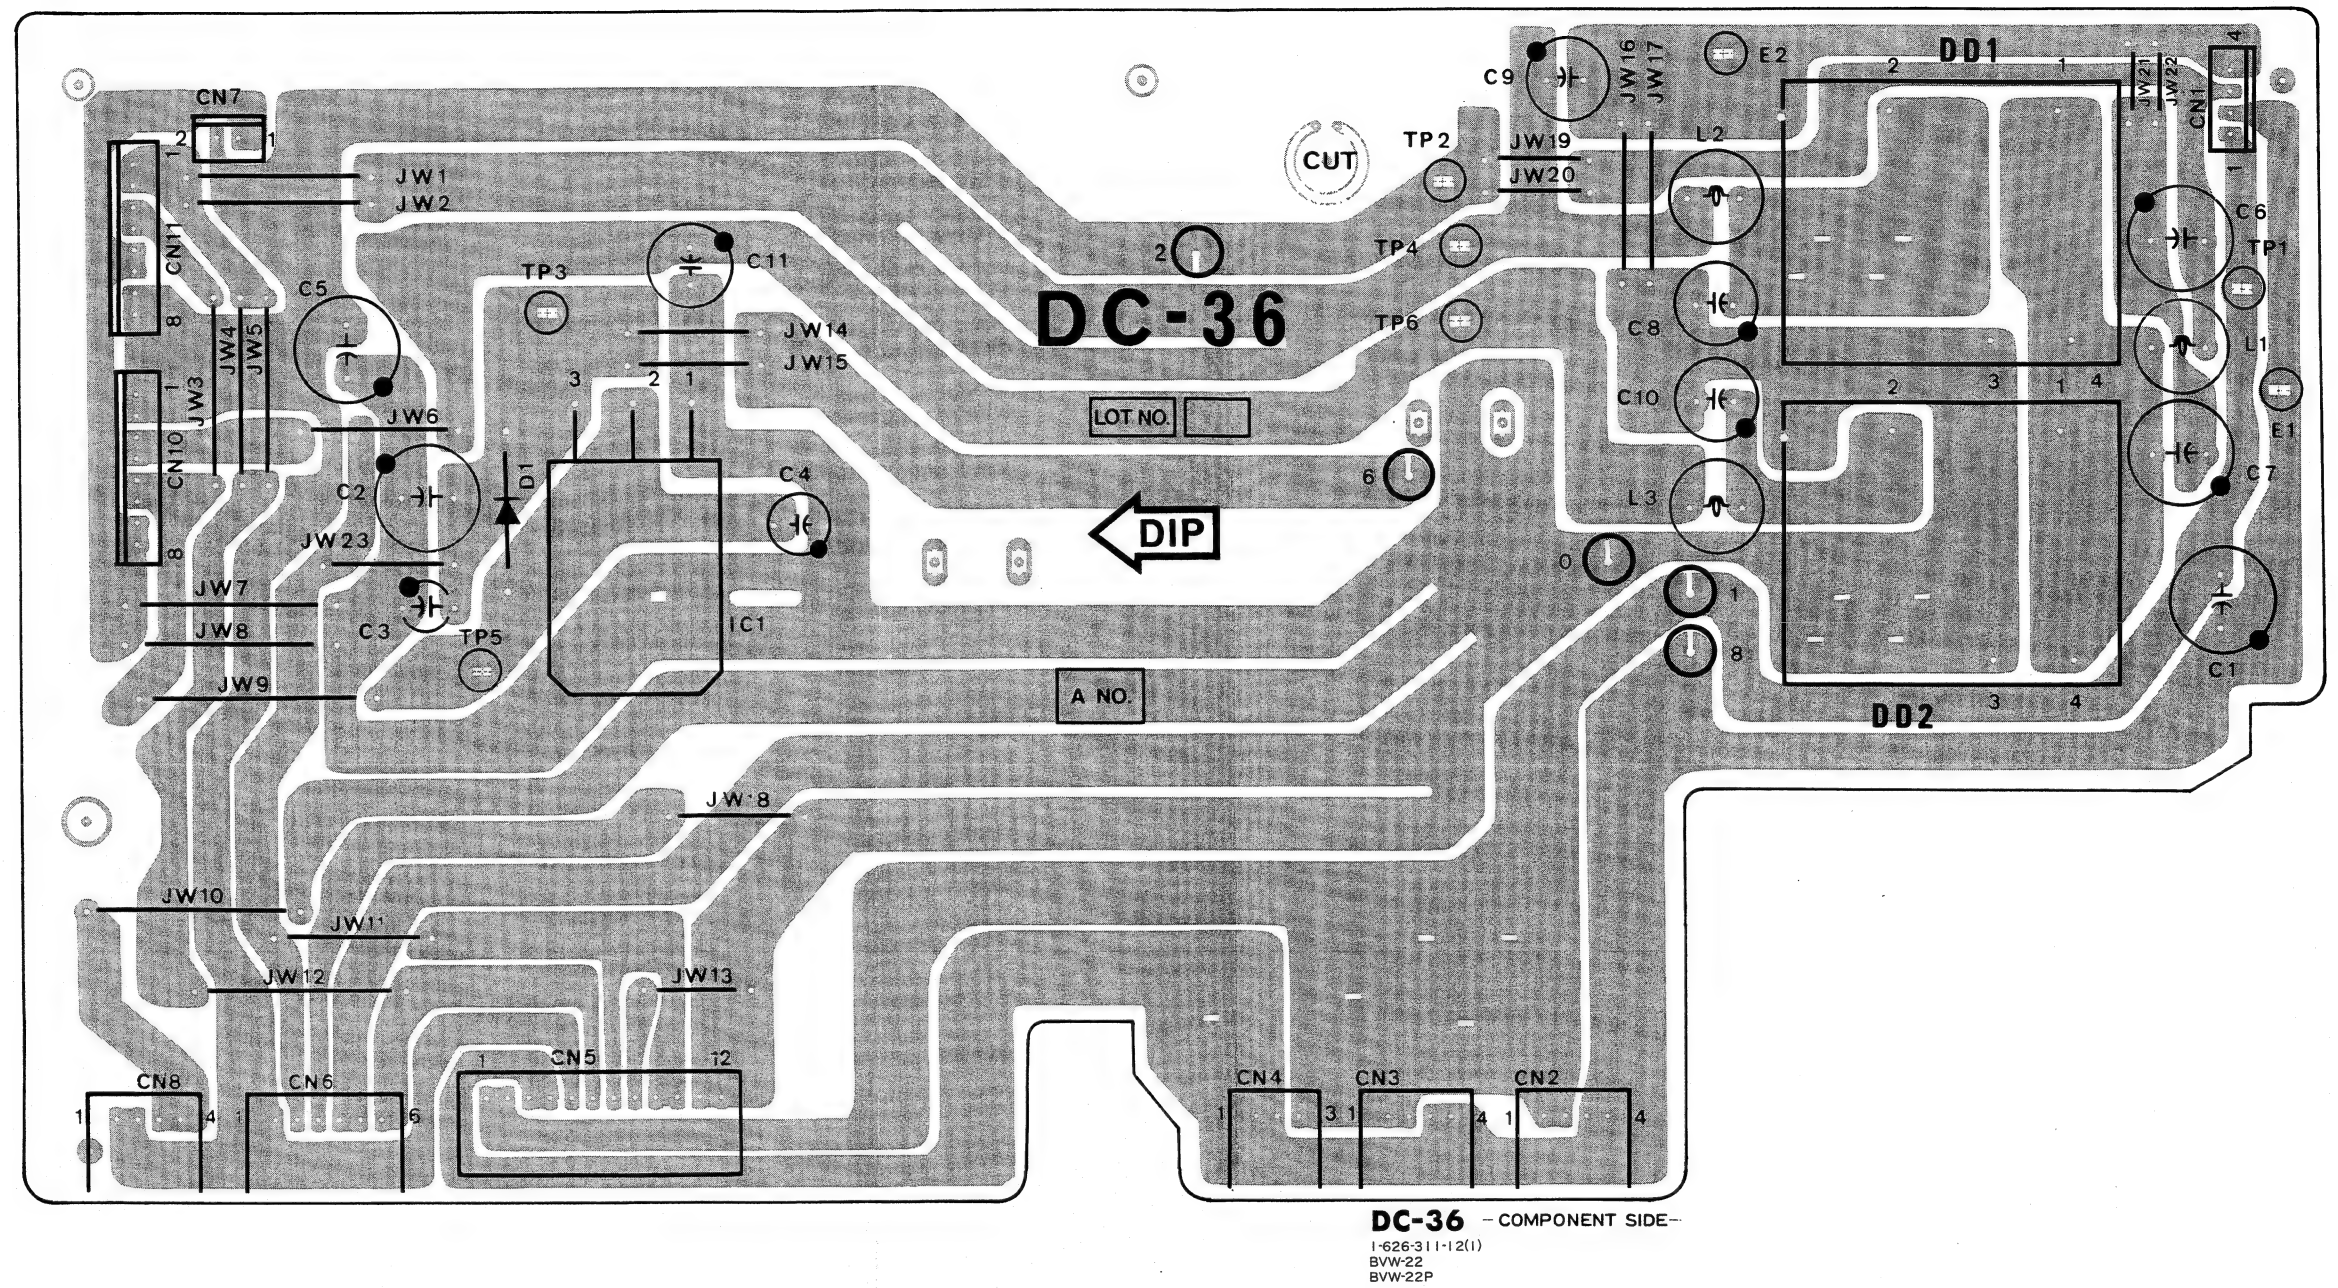 C9
JW16
JW17
E2
DD1
2
1
JW21
JW22
4
CN1
1
CN7
2
1
TP2
CUT
JW19
JW20
L2
JW1
JW2
1
CN11
8
C5
TP3
C11
2
TP4
C6
TP1
DC-36
TP6
C8
L1
JW14
JW15
JW3
JW4
JW5
3
2
1
2
3
1
4
C10
LOT NO.
E1
1
CN10
8
JW6
C2
D1
C4
6
L3
C7
DIP
JW23
0
1
8
JW7
JW8
C3
TP5
IC1
JW9
A NO.
C1
3
4
DD2
JW18
JW10
JW11
JW12
JW13
CN8
1
4
CN6
1
6
1
CN5
12
CN4
1
3
CN3
1
4
CN2
1
4
DC-36 -COMPONENT SIDE-
1-626-311-12(1)
BVW-22
BVW-22P